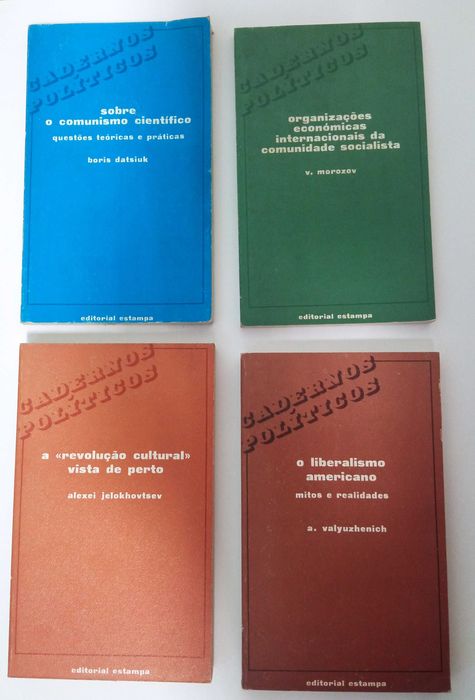 CADERNOS
POLÍTICOS
sobre
o comunismo científico
questões teóricas e práticas
boris datsiuk
editorial estampa
CADERNOS
POLÍTICOS
organizações
económicas
internacionais da
comunidade socialista
v. morozov
editorial estampa
CADERNOS
POLÍTICOS
a «revolução cultural»
vista de perto
alexei jelokhovtsev
editorial estampa
CADERNOS
POLÍTICOS
o liberalismo
americano
mitos e realidades
a. valyuzhenich
editorial estampa